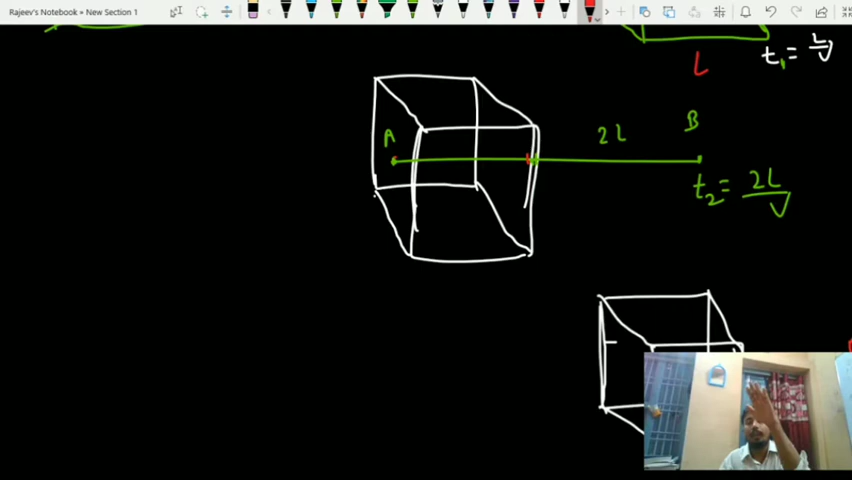 Rajeev's Notebook » New Section 1
t₁ = L/V
L
A
2L
B
t₂ = 2L/V